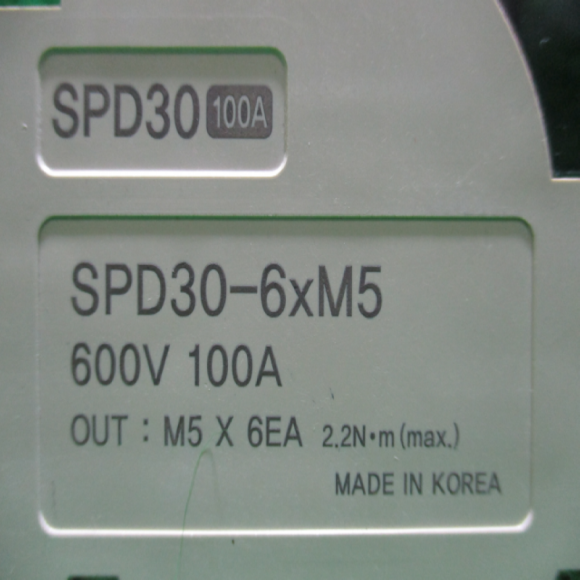 SPD30 100A
SPD30-6xM5
600V 100A
OUT : M5 X 6EA 2.2N·m (max.)
MADE IN KOREA